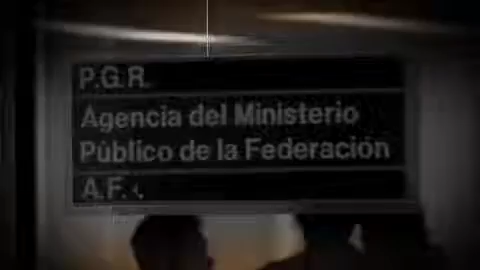 P.G.R.
Agencia del Ministerio
Público de la Federación
A.F.